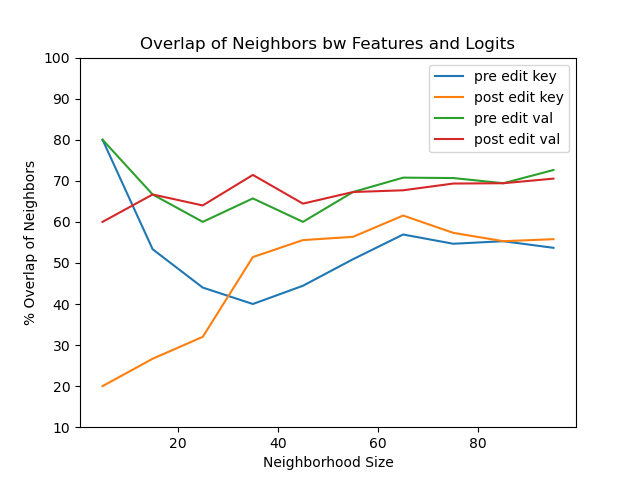 Overlap of Neighbors bw Features and Logits
100
90
80
70
60
50
40
30
20
10
% Overlap of Neighbors
pre edit key
post edit key
pre edit val
post edit val
20 40 60 80
Neighborhood Size